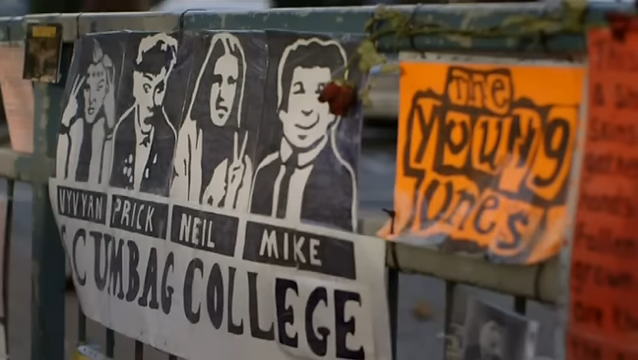 VYVYAN PRICK NEIL MIKE
SCUMBAG COLLEGE
The
Young
Ones